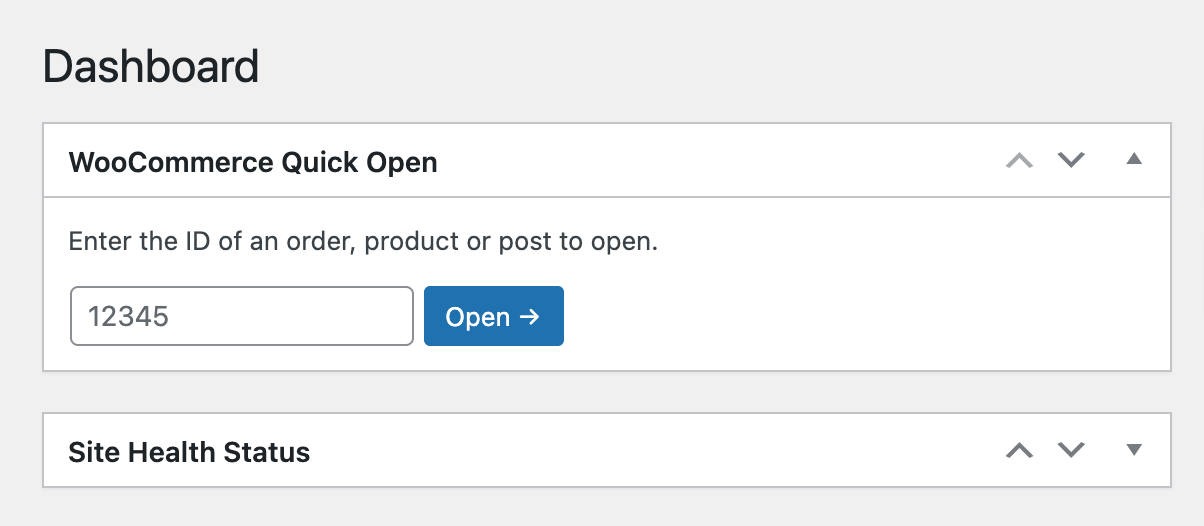 Dashboard
WooCommerce Quick Open
Enter the ID of an order, product or post to open.
12345
Open →
Site Health Status